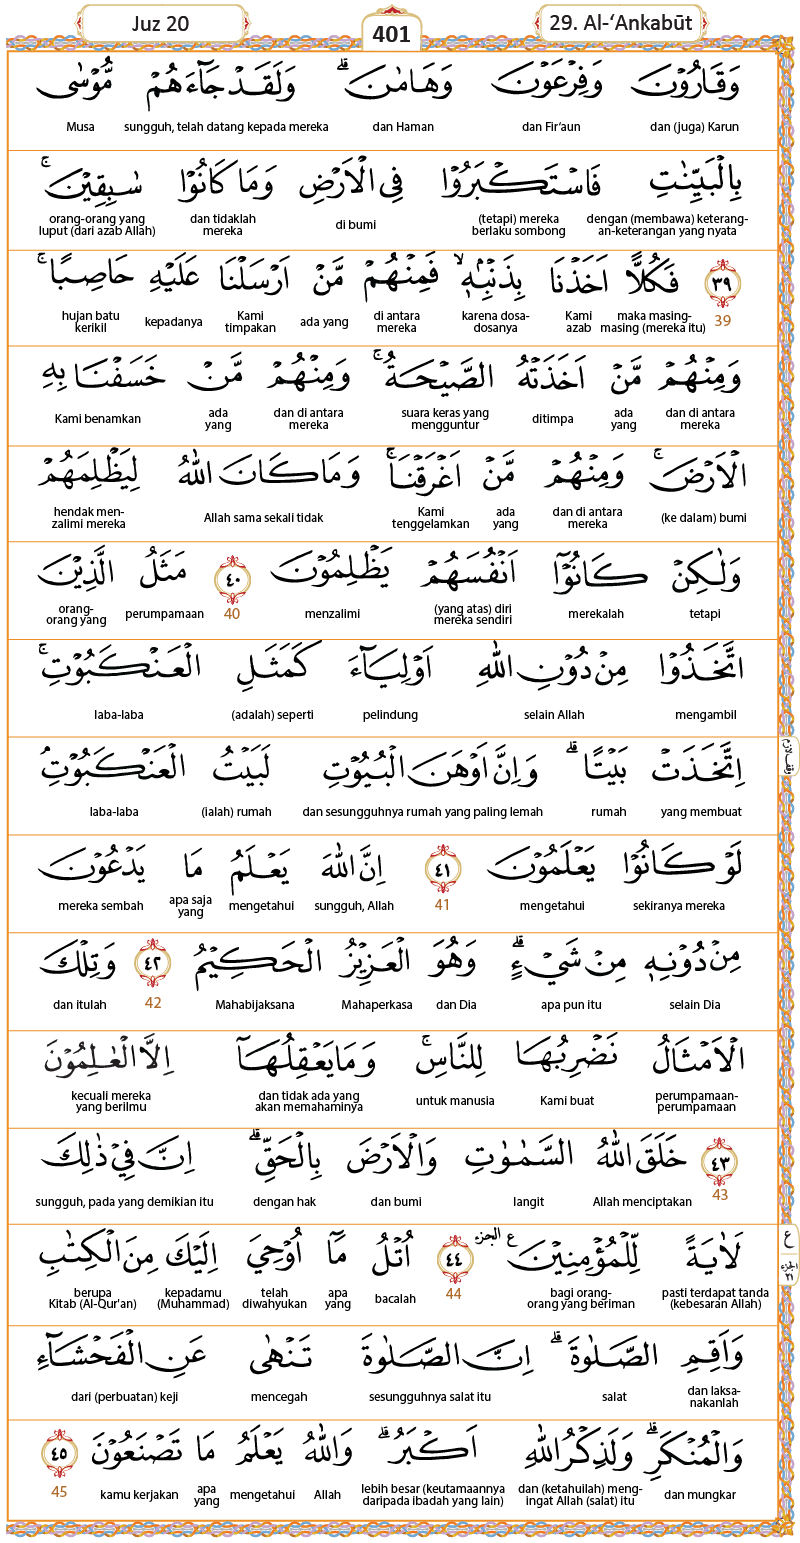 Juz 20
401
29. Al-‘Ankabūt
وَقَارُوْنَ وَفِرْعَوْنَ وَهَامٰنَ ۗ وَلَقَدْ جَاۤءَهُمْ مُّوْسٰى
dan (juga) Karun dan Fir’aun dan Haman sungguh, telah datang kepada mereka Musa
بِالْبَيِّنٰتِ فَاسْتَكْبَرُوْا فِى الْاَرْضِ وَمَا كَانُوْا سٰبِقِيْنَ ۚ
dengan (membawa) keterang-an-keterangan yang nyata (tetapi) mereka berlaku sombong di bumi dan tidaklah mereka orang-orang yang luput (dari azab Allah)
٣٩ فَكُلًّا اَخَذْنَا بِذَنْۢبِهٖ ۙ فَمِنْهُمْ مَّنْ اَرْسَلْنَا عَلَيْهِ حَاصِبًا ۚ
39 maka masing-masing (mereka itu) Kami azab karena dosa-dosanya di antara mereka ada yang Kami timpakan kepadanya hujan batu kerikil
وَمِنْهُمْ مَّنْ اَخَذَتْهُ الصَّيْحَةُ ۚ وَمِنْهُمْ مَّنْ خَسَفْنَا بِهِ
dan di antara mereka ada yang ditimpa suara keras yang mengguntur dan di antara mereka ada yang Kami benamkan
الْاَرْضَ ۚ وَمِنْهُمْ مَّنْ اَغْرَقْنَا ۚ وَمَا كَانَ اللّٰهُ لِيَظْلِمَهُمْ
(ke dalam) bumi dan di antara mereka ada yang Kami tenggelamkan Allah sama sekali tidak hendak men-zalimi mereka
وَلٰكِنْ كَانُوْٓا اَنْفُسَهُمْ يَظْلِمُوْنَ ٤٠ مَثَلُ الَّذِيْنَ
tetapi merekalah (yang atas) diri mereka sendiri menzalimi 40 perumpamaan orang-orang yang
اتَّخَذُوْا مِنْ دُوْنِ اللّٰهِ اَوْلِيَاۤءَ كَمَثَلِ الْعَنْكَبُوْتِ ۚ
mengambil selain Allah pelindung (adalah) seperti laba-laba
اِتَّخَذَتْ بَيْتًا ۗ وَاِنَّ اَوْهَنَ الْبُيُوْتِ لَبَيْتُ الْعَنْكَبُوْتِ ۘ
yang membuat rumah dan sesungguhnya rumah yang paling lemah (ialah) rumah laba-laba
وقف لازم
لَوْ كَانُوْا يَعْلَمُوْنَ ٤١ اِنَّ اللّٰهَ يَعْلَمُ مَا يَدْعُوْنَ
sekiranya mereka mengetahui 41 sungguh, Allah mengetahui apa saja yang mereka sembah
مِنْ دُوْنِهٖ مِنْ شَيْءٍ ۗ وَهُوَ الْعَزِيْزُ الْحَكِيْمُ ٤٢ وَتِلْكَ
selain Dia apa pun itu dan Dia Mahaperkasa Mahabijaksana 42 dan itulah
الْاَمْثَالُ نَضْرِبُهَا لِلنَّاسِ ۚ وَمَا يَعْقِلُهَآ اِلَّا الْعٰلِمُوْنَ
perumpamaan-perumpamaan Kami buat untuk manusia dan tidak ada yang akan memahaminya kecuali mereka yang berilmu
٤٣ خَلَقَ اللّٰهُ السَّمٰوٰتِ وَالْاَرْضَ بِالْحَقِّ ۗ اِنَّ فِيْ ذٰلِكَ
43 Allah menciptakan langit dan bumi dengan hak sungguh, pada yang demikian itu
لَاٰيَةً لِّلْمُؤْمِنِيْنَ ࣖ الجزء ٤٤ اُتْلُ مَآ اُوْحِيَ اِلَيْكَ مِنَ الْكِتٰبِ
ع
الجزء
٢١
pasti terdapat tanda (kebesaran Allah) bagi orang-orang yang beriman 44 bacalah apa yang telah diwahyukan kepadamu (Muhammad) berupa Kitab (Al-Qur'an)
وَاَقِمِ الصَّلٰوةَ ۗ اِنَّ الصَّلٰوةَ تَنْهٰى عَنِ الْفَحْشَاۤءِ
dan laksa-nakanlah salat sesungguhnya salat itu mencegah dari (perbuatan) keji
وَالْمُنْكَرِ ۗ وَلَذِكْرُ اللّٰهِ اَكْبَرُ ۗ وَاللّٰهُ يَعْلَمُ مَا تَصْنَعُوْنَ ٤٥
dan mungkar dan (ketahuilah) meng-ingat Allah (salat) itu lebih besar (keutamaannya daripada ibadah yang lain) Allah mengetahui apa yang kamu kerjakan 45